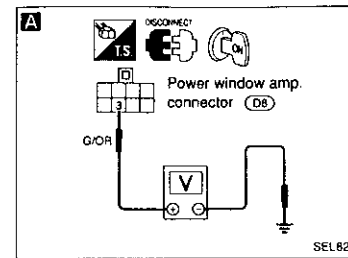 A
DISCONNECT
T.S.
ON
Power window amp.
connector D8
3
G/OR
V
+ −
SEL62